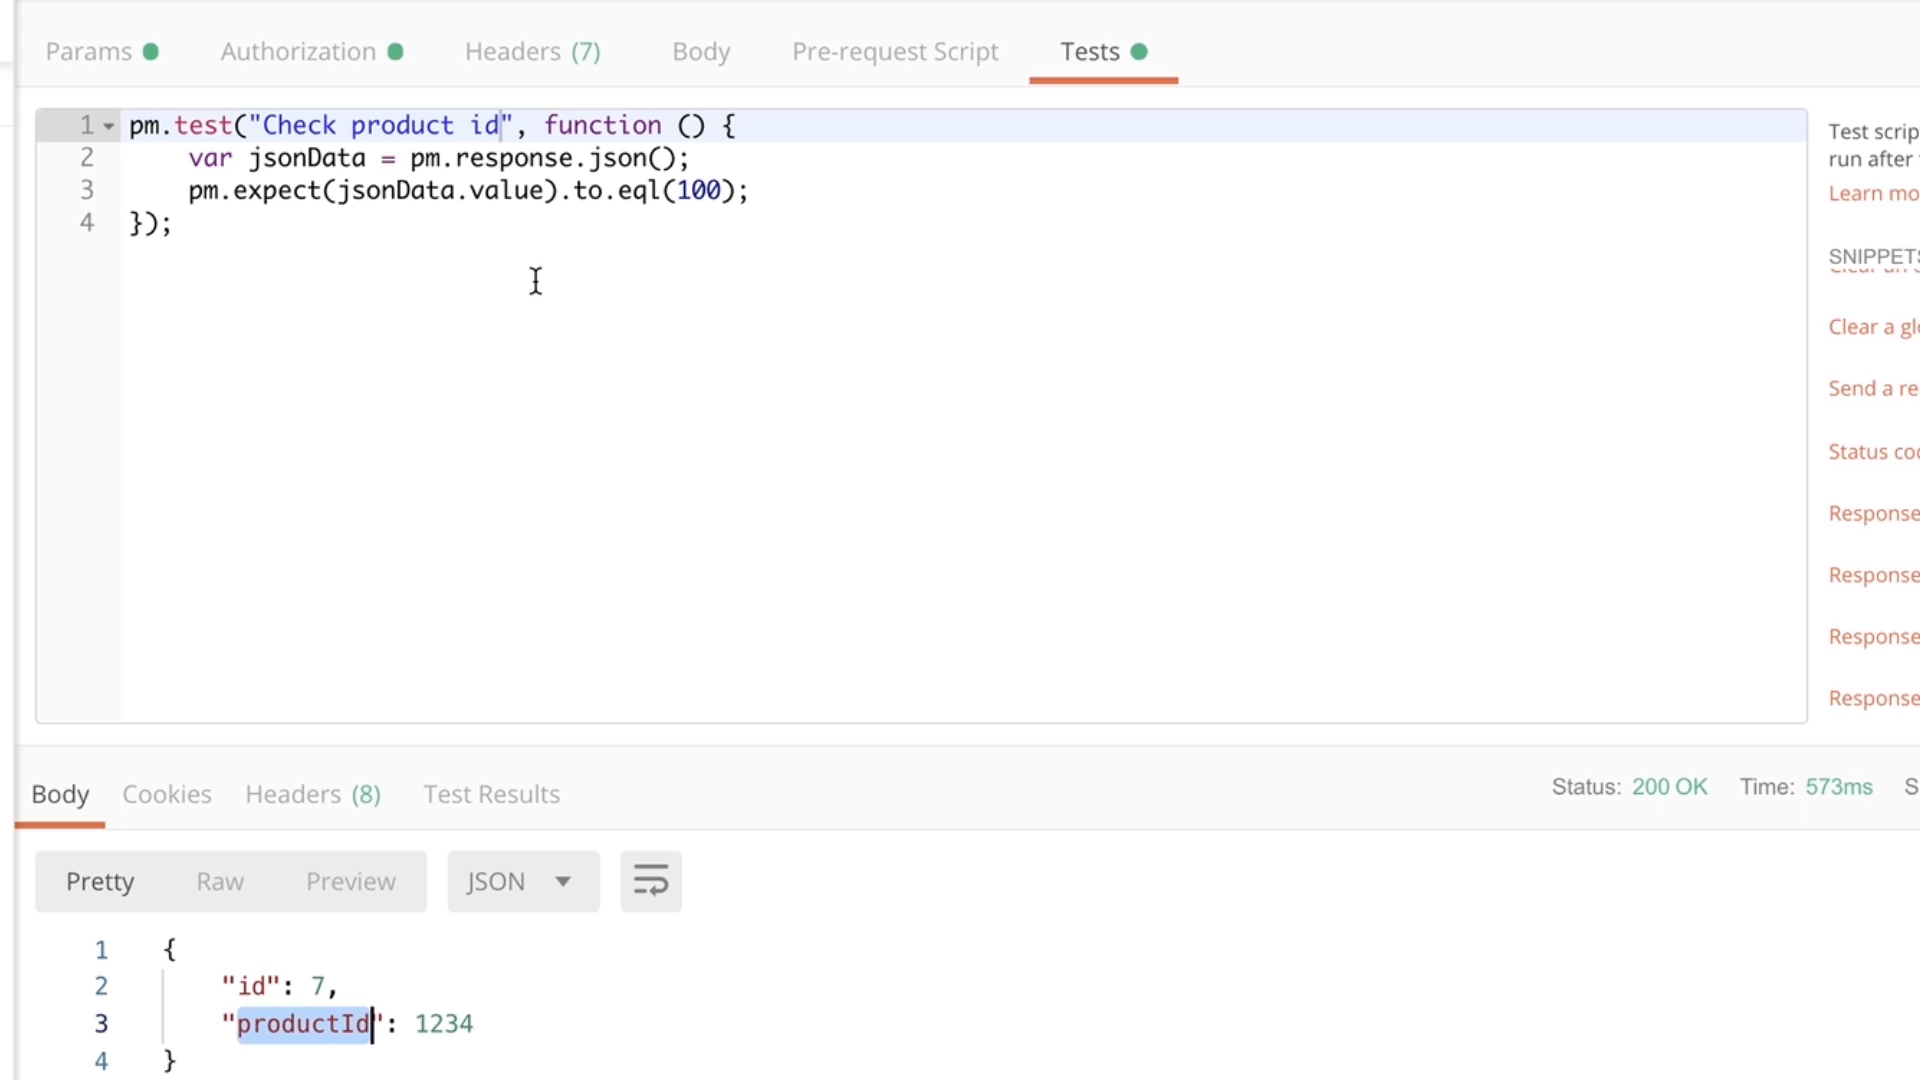 Params Authorization Headers (7) Body Pre-request Script Tests
1 pm.test("Check product id", function () {
2 var jsonData = pm.response.json();
3 pm.expect(jsonData.value).to.eql(100);
4 });
Test scrip
run after
Learn mo
SNIPPETS
Clear a glo
Send a re
Status cod
Response
Response
Response
Response
Body Cookies Headers (8) Test Results Status: 200 OK Time: 573ms S
Pretty Raw Preview JSON
1 {
2 "id": 7,
3 "productId": 1234
4 }